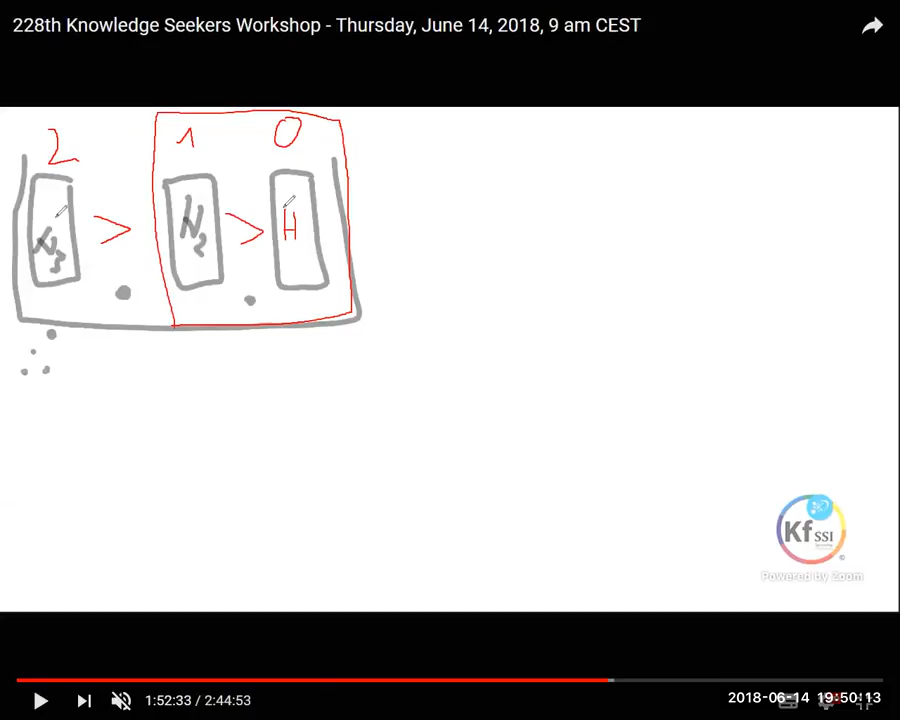 228th Knowledge Seekers Workshop - Thursday, June 14, 2018, 9 am CEST
2 1 0
N3 > N2 > H
Kf SSI
©
Powered by Zoom
1:52:33 / 2:44:53
2018-06-14 19:50:13